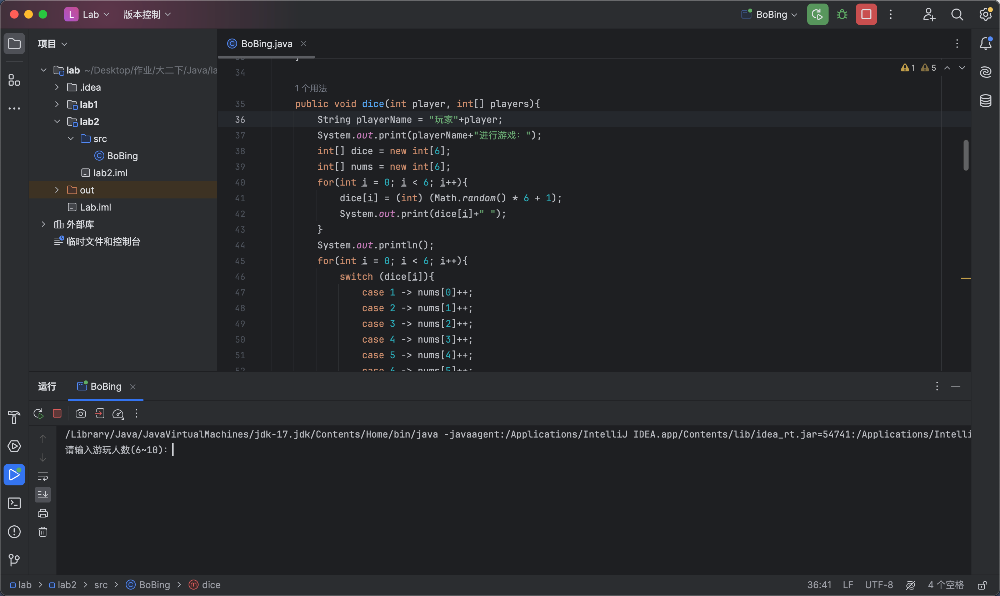 L Lab 版本控制 BoBing
项目
lab ~/Desktop/作业/大二下/Java/la
.idea
lab1
lab2
src
BoBing
lab2.iml
out
Lab.iml
外部库
临时文件和控制台
BoBing.java
1 5
34
1 个用法
35 public void dice(int player, int[] players){
36 String playerName = "玩家"+player;
37 System.out.print(playerName+"进行游戏：");
38 int[] dice = new int[6];
39 int[] nums = new int[6];
40 for(int i = 0; i < 6; i++){
41 dice[i] = (int) (Math.random() * 6 + 1);
42 System.out.print(dice[i]+" ");
43 }
44 System.out.println();
45 for(int i = 0; i < 6; i++){
46 switch (dice[i]){
47 case 1 -> nums[0]++;
48 case 2 -> nums[1]++;
49 case 3 -> nums[2]++;
50 case 4 -> nums[3]++;
51 case 5 -> nums[4]++;
52 case 6 -> nums[5]++;
运行 BoBing
/Library/Java/JavaVirtualMachines/jdk-17.jdk/Contents/Home/bin/java -javaagent:/Applications/IntelliJ IDEA.app/Contents/lib/idea_rt.jar=54741:/Applications/Intelli
请输入游玩人数(6~10)：
lab > lab2 > src > BoBing > dice 36:41 LF UTF-8 4 个空格